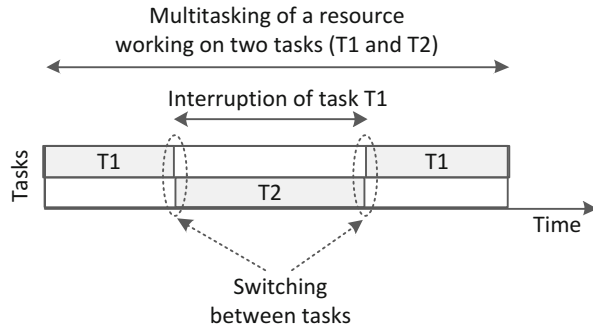 Multitasking of a resource
working on two tasks (T1 and T2)
Interruption of task T1
Tasks
T1
T1
T2
Time
Switching
between tasks